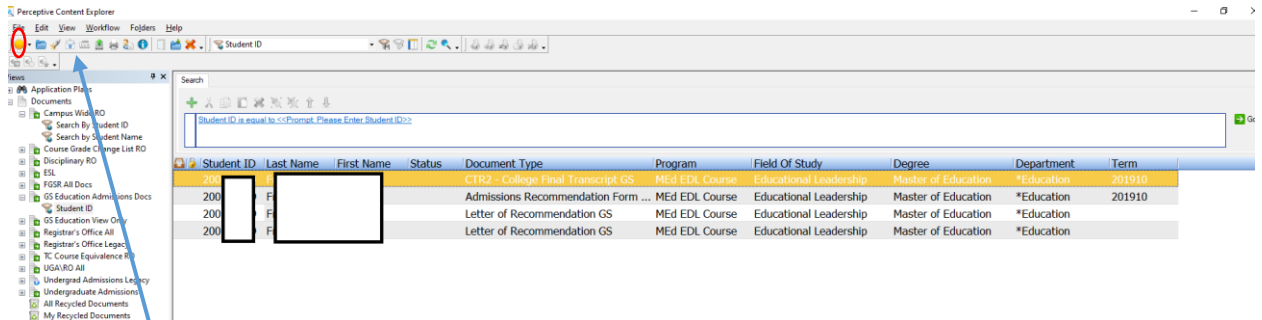 Perceptive Content Explorer
File Edit View Workflow Folders Help
Student ID
Views
Search
Application Plans
Documents
Campus Wide RO
Search By Student ID
Search by Student Name
Course Grade Change List RO
Disciplinary RO
ESL
FGSR All Docs
GS Education Admissions Docs
Student ID
GS Education View Only
Registrar's Office All
Registrar's Office Legacy
TC Course Equivalence RO
UGA\RO All
Undergrad Admissions Legacy
Undergraduate Admissions
All Recycled Documents
My Recycled Documents
Student ID is equal to <<Prompt: Please Enter Student ID>>
Student ID Last Name First Name Status Document Type Program Field Of Study Degree Department Term
200 F CTR2 - College Final Transcript GS MEd EDL Course Educational Leadership Master of Education *Education 201910
200 Fi Admissions Recommendation Form ... MEd EDL Course Educational Leadership Master of Education *Education 201910
200 Fi Letter of Recommendation GS MEd EDL Course Educational Leadership Master of Education *Education
200 Fi Letter of Recommendation GS MEd EDL Course Educational Leadership Master of Education *Education